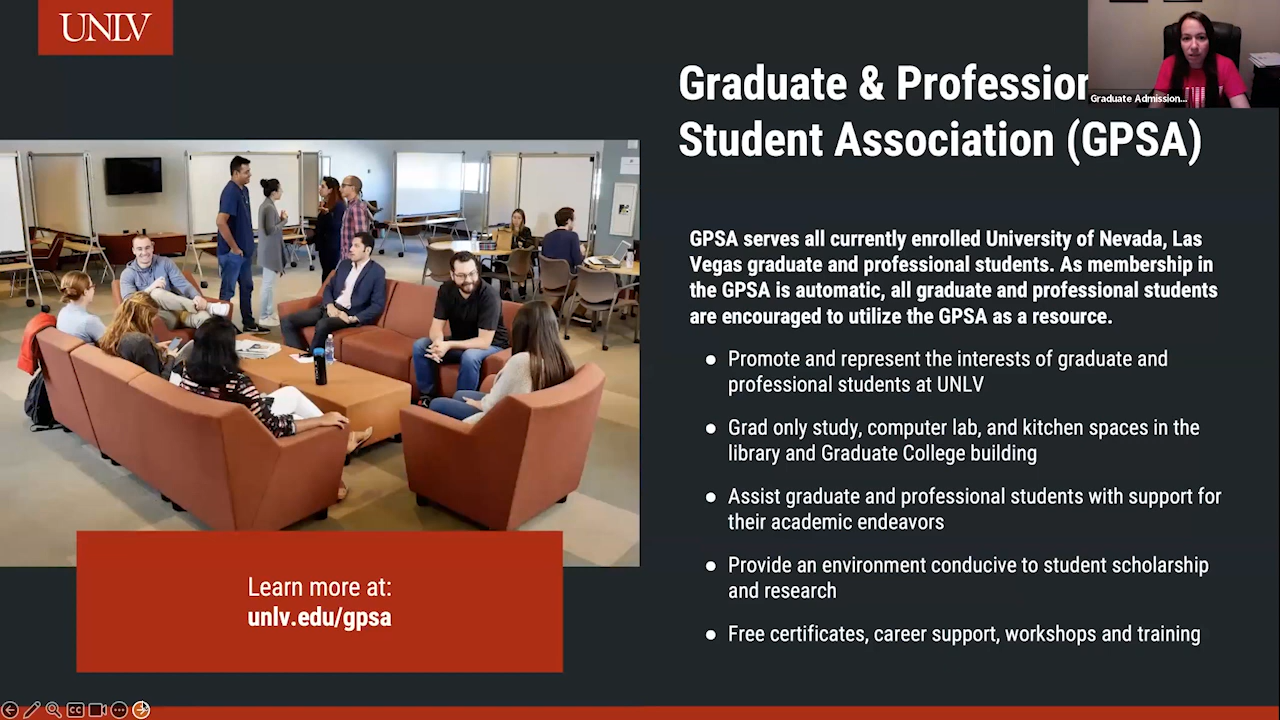 UNLV
Graduate & Profession
Student Association (GPSA)
Graduate Admission...
GPSA serves all currently enrolled University of Nevada, Las
Vegas graduate and professional students. As membership in
the GPSA is automatic, all graduate and professional students
are encouraged to utilize the GPSA as a resource.
● Promote and represent the interests of graduate and
professional students at UNLV
● Grad only study, computer lab, and kitchen spaces in the
library and Graduate College building
● Assist graduate and professional students with support for
their academic endeavors
● Provide an environment conducive to student scholarship
and research
● Free certificates, career support, workshops and training
Learn more at:
unlv.edu/gpsa
CC